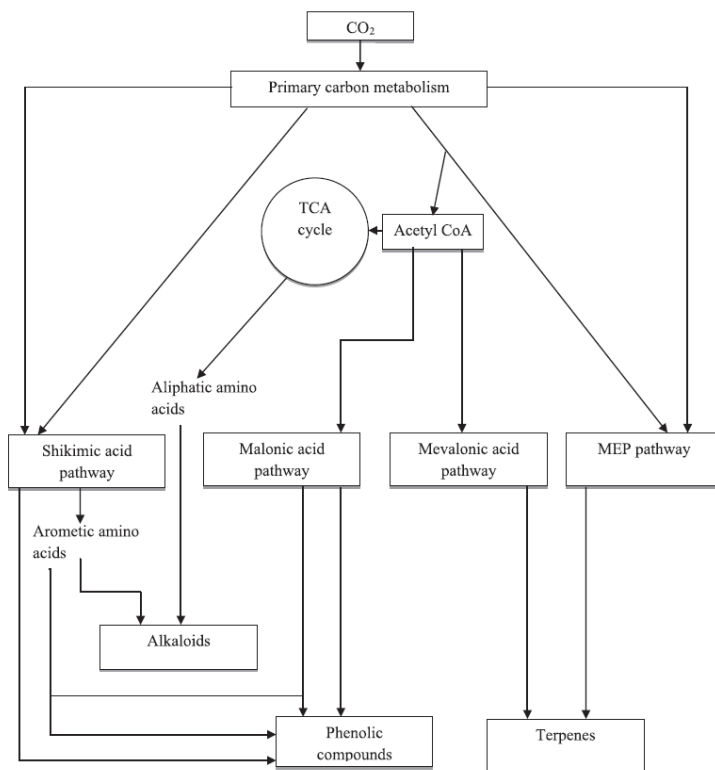 CO₂
Primary carbon metabolism
TCA
cycle
Acetyl CoA
Aliphatic amino
acids
Shikimic acid
pathway
Malonic acid
pathway
Mevalonic acid
pathway
MEP pathway
Arometic amino
acids
Alkaloids
Phenolic
compounds
Terpenes